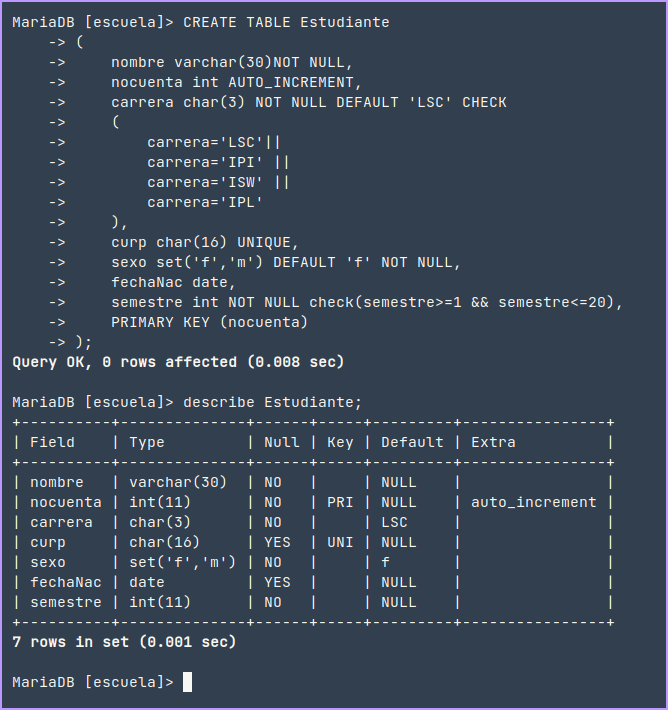 MariaDB [escuela]> CREATE TABLE Estudiante
    -> (
    ->     nombre varchar(30)NOT NULL,
    ->     nocuenta int AUTO_INCREMENT,
    ->     carrera char(3) NOT NULL DEFAULT 'LSC' CHECK
    ->     (
    ->         carrera='LSC'||
    ->         carrera='IPI' ||
    ->         carrera='ISW' ||
    ->         carrera='IPL'
    ->     ),
    ->     curp char(16) UNIQUE,
    ->     sexo set('f','m') DEFAULT 'f' NOT NULL,
    ->     fechaNac date,
    ->     semestre int NOT NULL check(semestre>=1 && semestre<=20),
    ->     PRIMARY KEY (nocuenta)
    -> );
Query OK, 0 rows affected (0.008 sec)
MariaDB [escuela]> describe Estudiante;
+----------+--------------+------+-----+---------+----------------+
| Field    | Type         | Null | Key | Default | Extra          |
+----------+--------------+------+-----+---------+----------------+
| nombre   | varchar(30)  | NO   |     | NULL    |                |
| nocuenta | int(11)      | NO   | PRI | NULL    | auto_increment |
| carrera  | char(3)      | NO   |     | LSC     |                |
| curp     | char(16)     | YES  | UNI | NULL    |                |
| sexo     | set('f','m') | NO   |     | f       |                |
| fechaNac | date         | YES  |     | NULL    |                |
| semestre | int(11)      | NO   |     | NULL    |                |
+----------+--------------+------+-----+---------+----------------+
7 rows in set (0.001 sec)
MariaDB [escuela]>